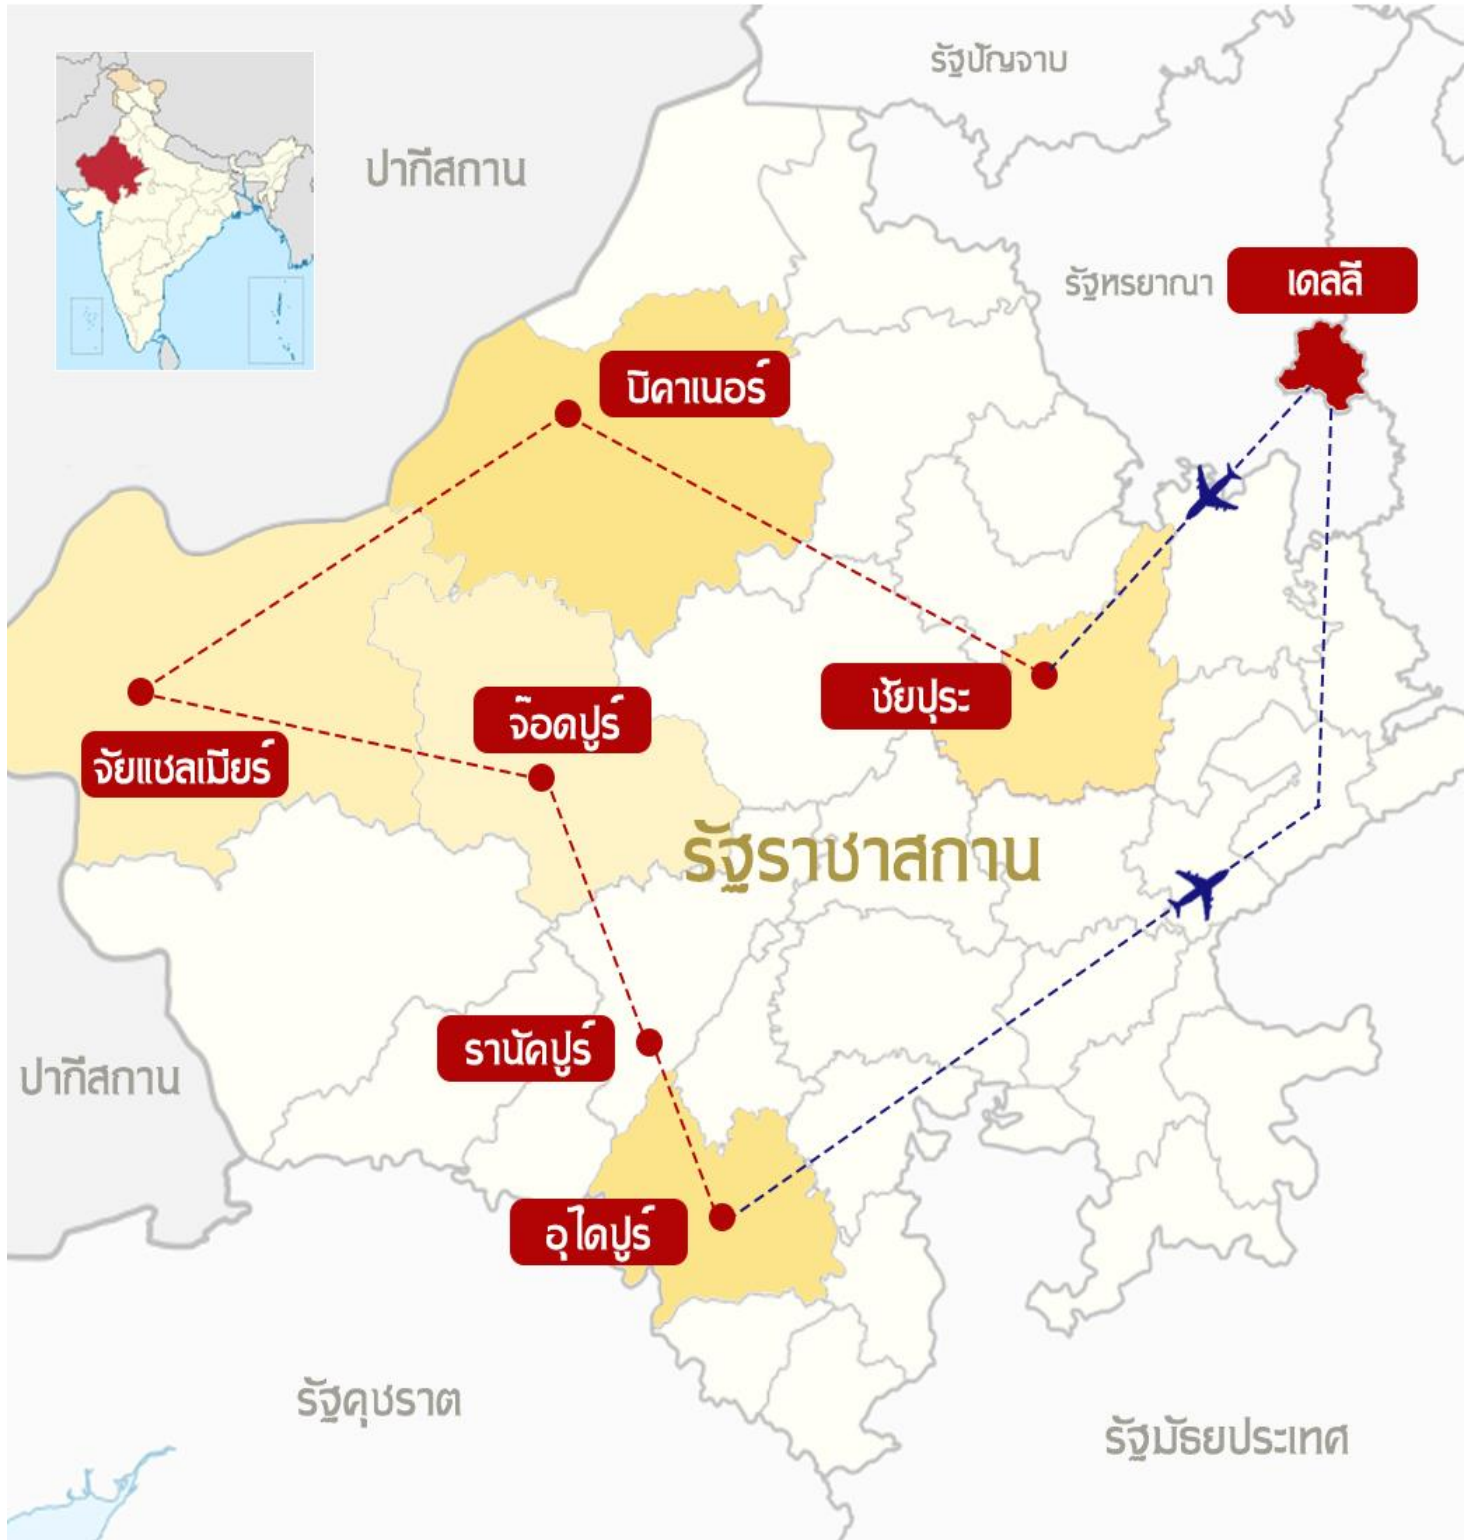 รัฐปัญจาบ
ปากีสถาน
รัฐหรยาณา
เดลลี
บิคาเนอร์
ชัยปุระ
จ๊อดปูร์
จัยแซลเมียร์
รัฐราชาสถาน
รานัคปูร์
ปากีสถาน
อุไดปูร์
รัฐคุชราต
รัฐมัธยประเทศ